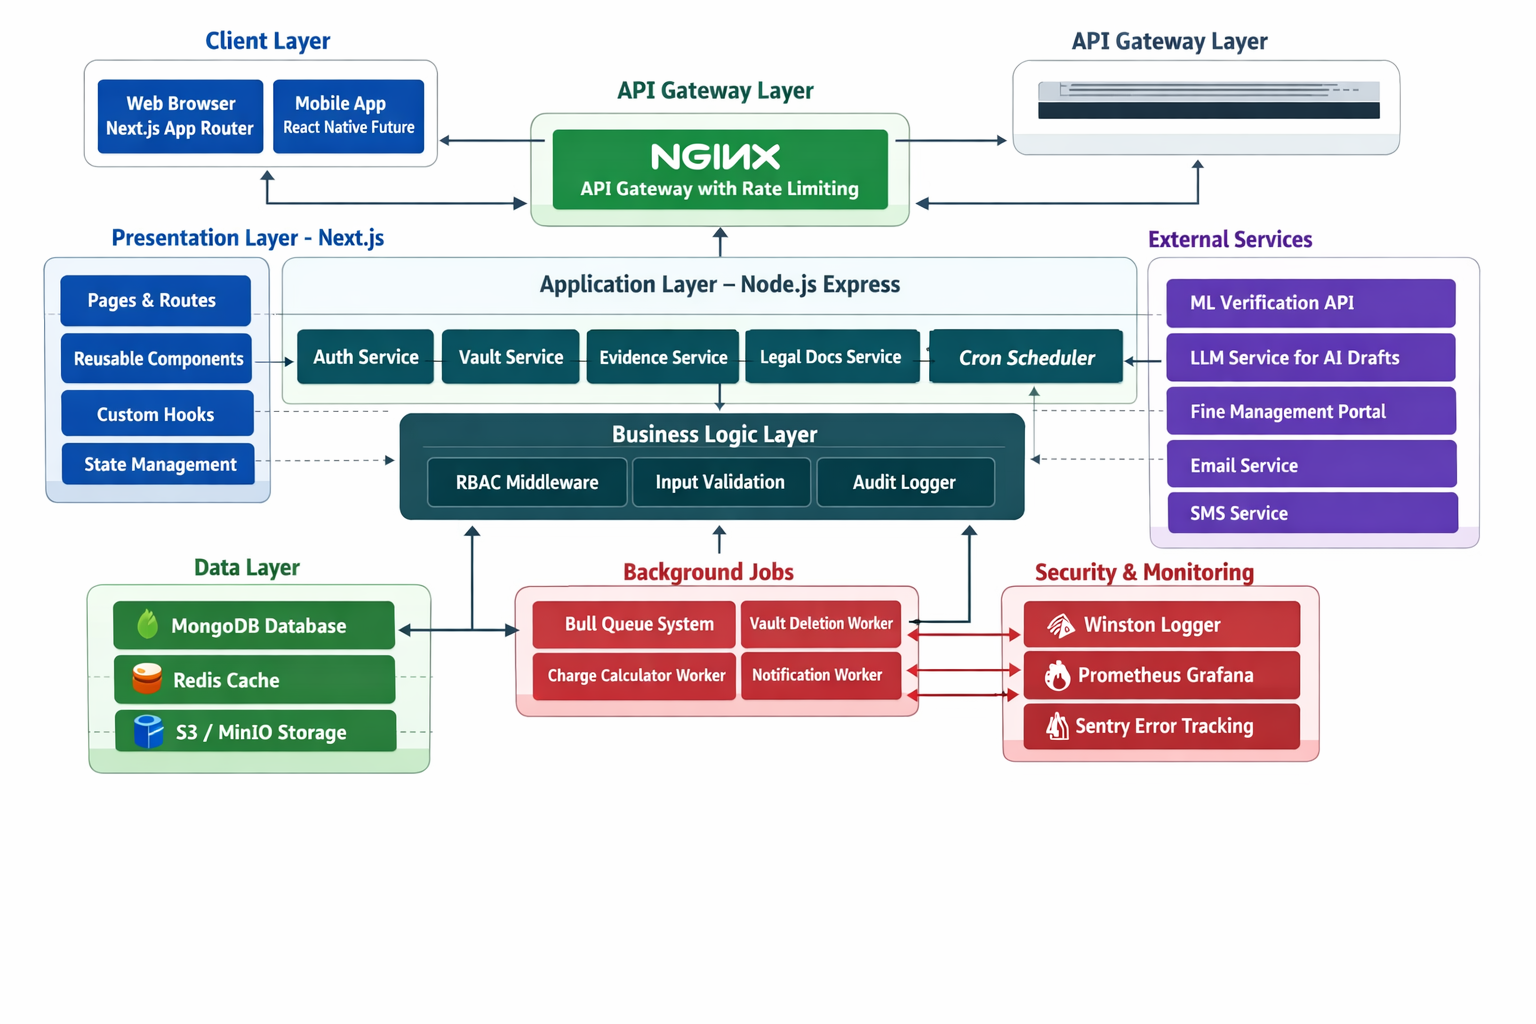 Client Layer
API Gateway Layer
API Gateway Layer
Web Browser
Next.js App Router
Mobile App
React Native Future
NGINX
API Gateway with Rate Limiting
Presentation Layer - Next.js
External Services
Pages & Routes
Reusable Components
Custom Hooks
State Management
Application Layer – Node.js Express
Auth Service
Vault Service
Evidence Service
Legal Docs Service
Cron Scheduler
ML Verification API
LLM Service for AI Drafts
Fine Management Portal
Email Service
SMS Service
Business Logic Layer
RBAC Middleware
Input Validation
Audit Logger
Data Layer
MongoDB Database
Redis Cache
S3 / MinIO Storage
Background Jobs
Bull Queue System
Vault Deletion Worker
Charge Calculator Worker
Notification Worker
Security & Monitoring
Winston Logger
Prometheus Grafana
Sentry Error Tracking